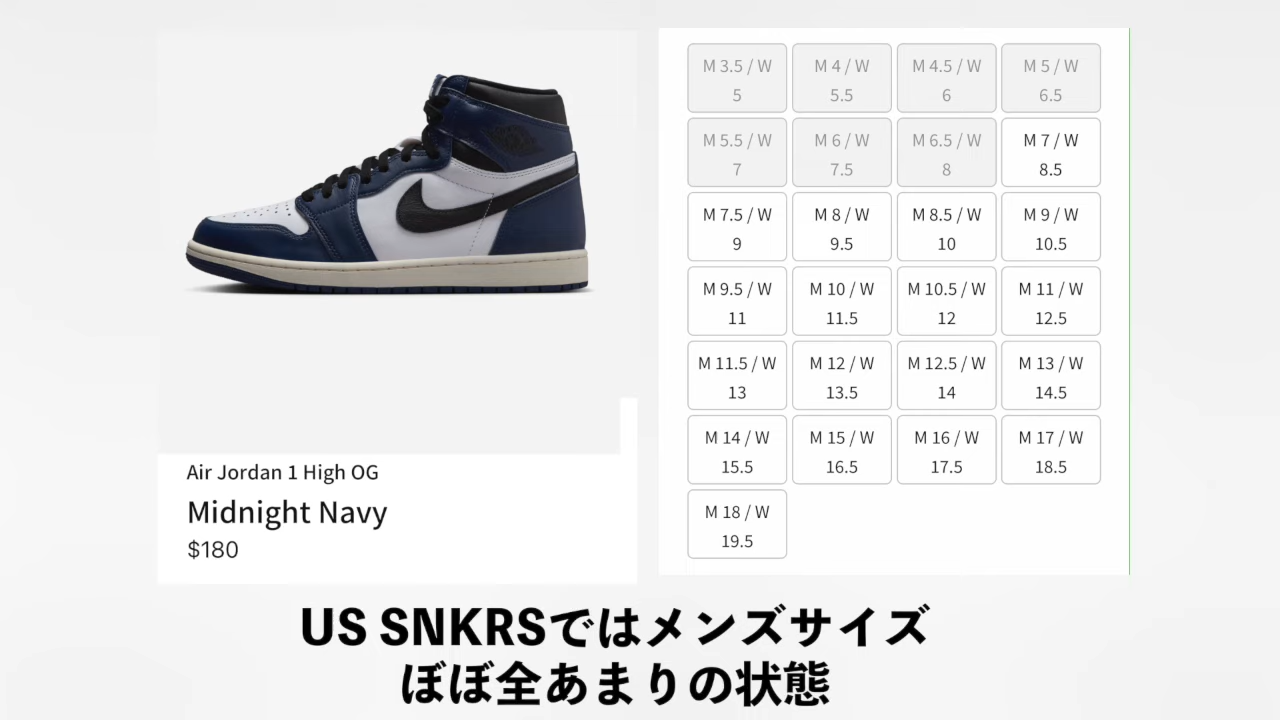 Air Jordan 1 High OG
Midnight Navy
$180
M 3.5 / W
5
M 4 / W
5.5
M 4.5 / W
6
M 5 / W
6.5
M 5.5 / W
7
M 6 / W
7.5
M 6.5 / W
8
M 7 / W
8.5
M 7.5 / W
9
M 8 / W
9.5
M 8.5 / W
10
M 9 / W
10.5
M 9.5 / W
11
M 10 / W
11.5
M 10.5 / W
12
M 11 / W
12.5
M 11.5 / W
13
M 12 / W
13.5
M 12.5 / W
14
M 13 / W
14.5
M 14 / W
15.5
M 15 / W
16.5
M 16 / W
17.5
M 17 / W
18.5
M 18 / W
19.5
US SNKRSではメンズサイズ
ぼぼ全あまりの状態